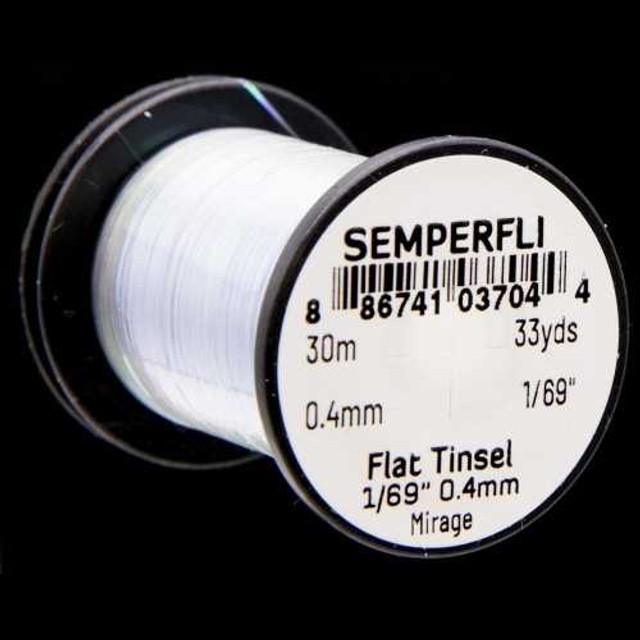 SEMPERFLI
8 86741 03704 4
30m 33yds
0.4mm 1/69"
Flat Tinsel
1/69" 0.4mm
Mirage